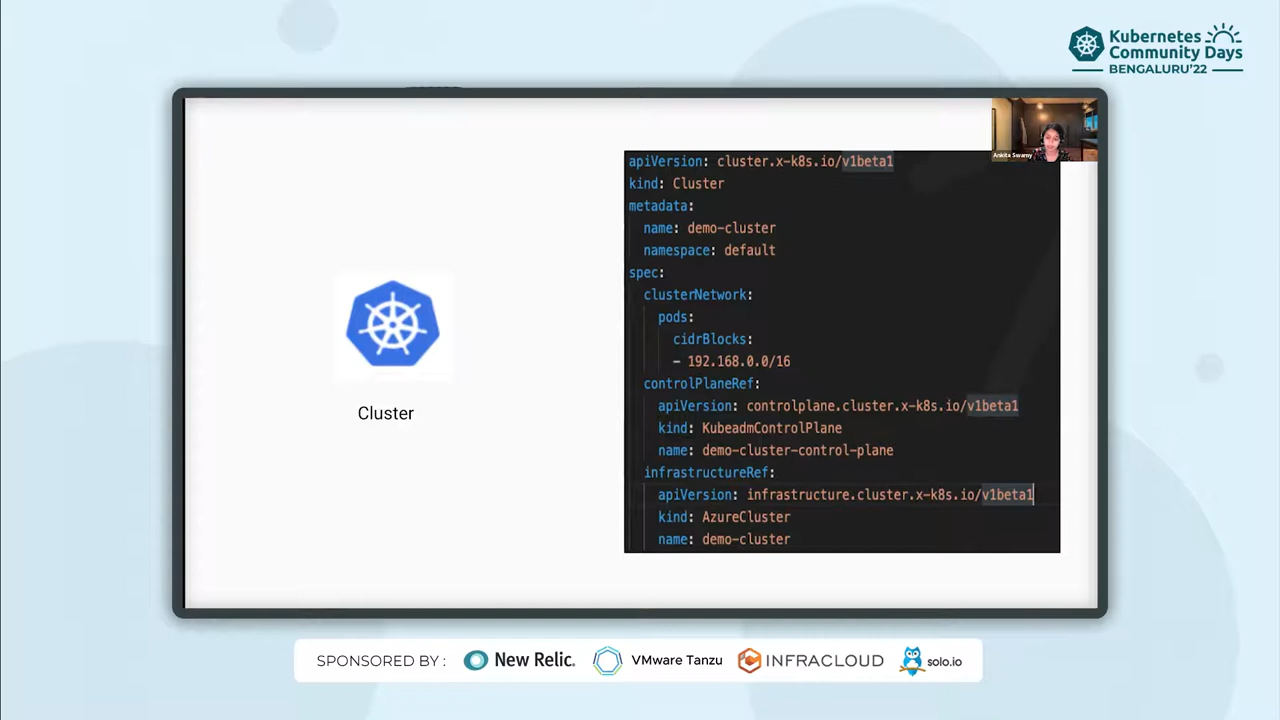 Kubernetes
Community Days
BENGALURU'22
Ankita Swamy
apiVersion: cluster.x-k8s.io/v1beta1
kind: Cluster
metadata:
  name: demo-cluster
  namespace: default
spec:
  clusterNetwork:
    pods:
      cidrBlocks:
      - 192.168.0.0/16
  controlPlaneRef:
    apiVersion: controlplane.cluster.x-k8s.io/v1beta1
    kind: KubeadmControlPlane
    name: demo-cluster-control-plane
  infrastructureRef:
    apiVersion: infrastructure.cluster.x-k8s.io/v1beta1
    kind: AzureCluster
    name: demo-cluster
Cluster
SPONSORED BY : New Relic. VMware Tanzu INFRACLOUD solo.io